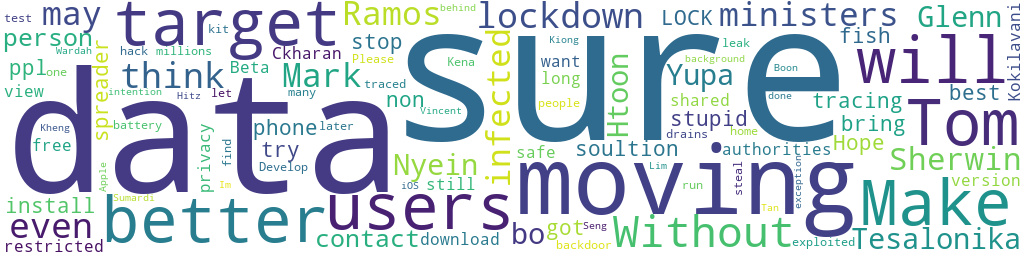 test
may
target
kit
Ramos
behind
lockdown
LOCK
ministers
Glenn
person
Wardah
hack
millions
Ckharan
stop
Please
Kiong
leak
fish
ppl
one
spreader
think
Beta
Mark
Kena
want
background
Yupa
Boon
will
Kokilavani
view
intention
Hitz
let
many
traced
non
long
people
shared
done
tracing
best
data
sure
Kheng
battery
phone
later
Vincent
infected
Htoon
stupid
bring
Tom
free
privacy
find
try
Develop
Nyein
safe
soultion
drains
home
authorities
Hope
Sherwin
Apple
Im
iOS
still
Lim
run
steal
exception
version
install
Sumardi
better
users
moving
Tan
Make
even
restricted
contact
download
bo
got
Seng
backdoor
Without
exploited
Tesalonika